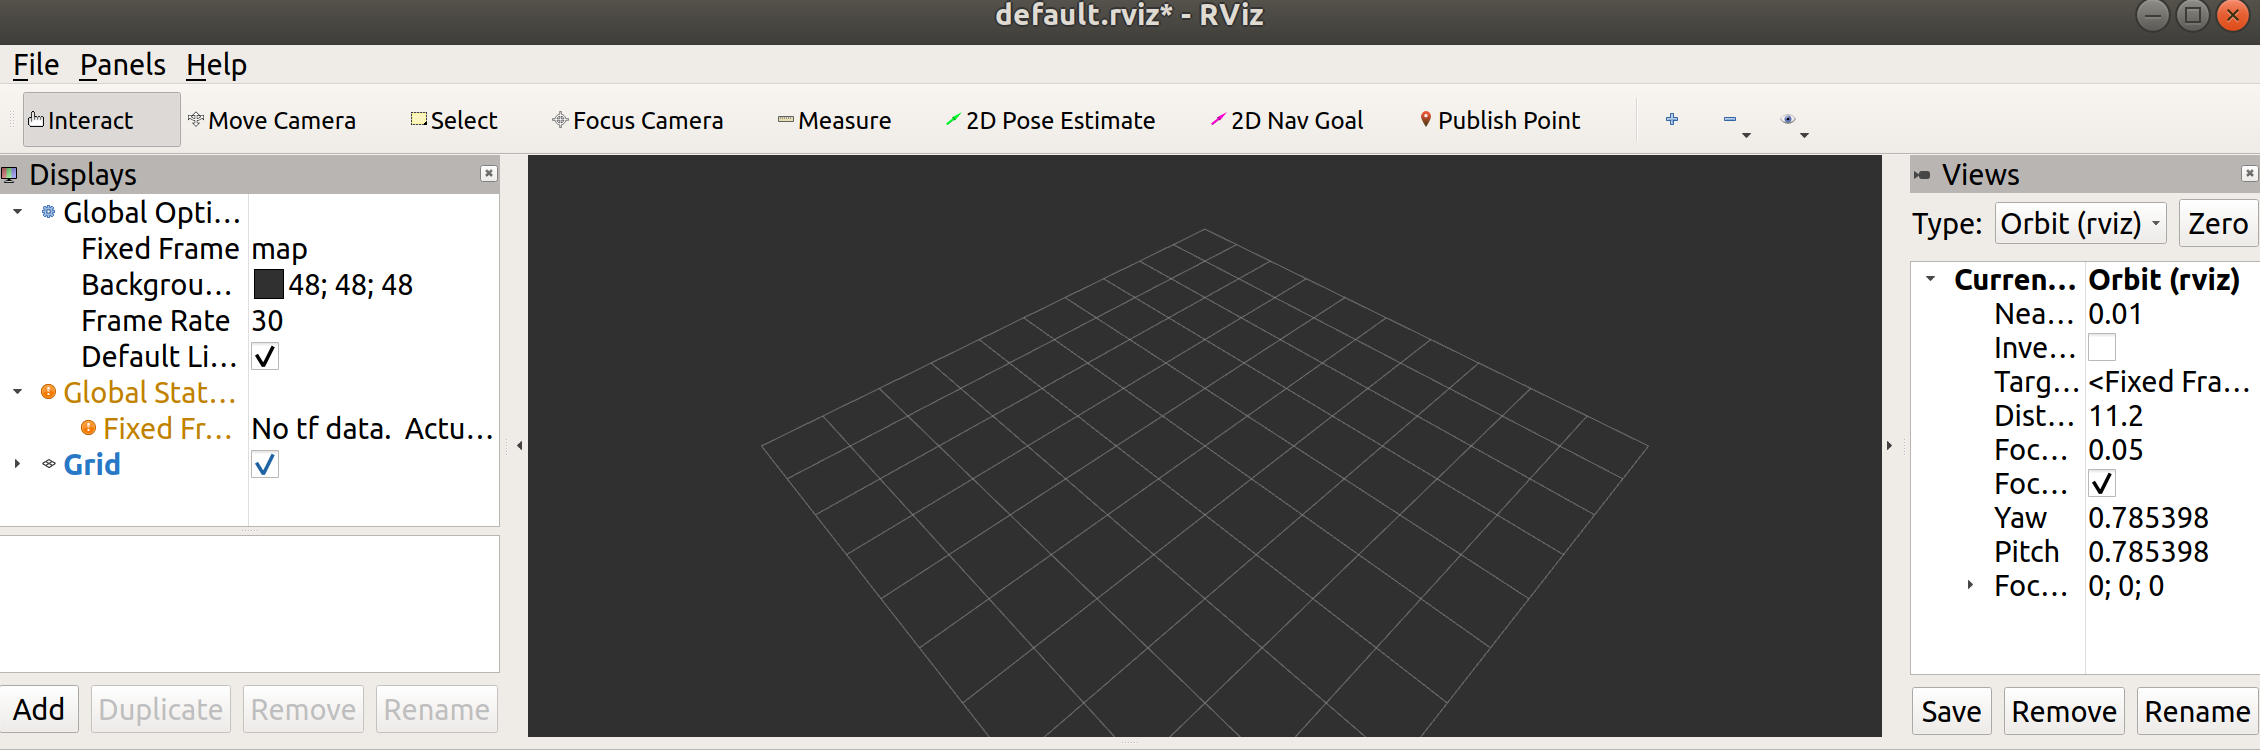 default.rviz* - RViz
File Panels Help
Interact Move Camera Select Focus Camera Measure 2D Pose Estimate 2D Nav Goal Publish Point
Displays
Global Opti...
Fixed Frame map
Backgrou... 48; 48; 48
Frame Rate 30
Default Li...
Global Stat...
Fixed Fr... No tf data.  Actu...
Grid
Add Duplicate Remove Rename
Views
Type: Orbit (rviz) Zero
Curren... Orbit (rviz)
Nea... 0.01
Inve...
Targ... <Fixed Fra...
Dist... 11.2
Foc... 0.05
Foc...
Yaw 0.785398
Pitch 0.785398
Foc... 0; 0; 0
Save Remove Rename